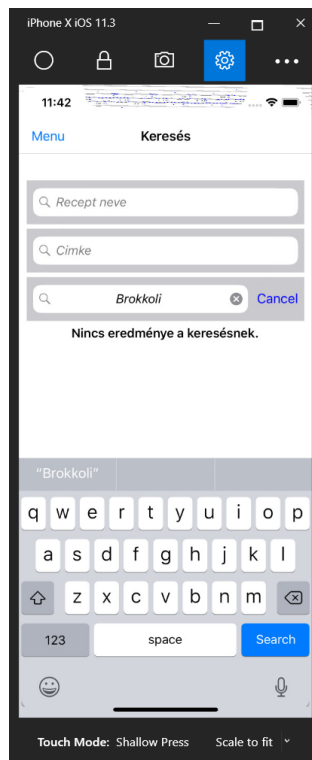 iPhone X iOS 11.3
11:42
Menu Keresés
Recept neve
Címke
Brokkoli Cancel
Nincs eredménye a keresésnek.
"Brokkoli"
q w e r t y u i o p
a s d f g h j k l
z x c v b n m
123 space Search
Touch Mode: Shallow Press Scale to fit